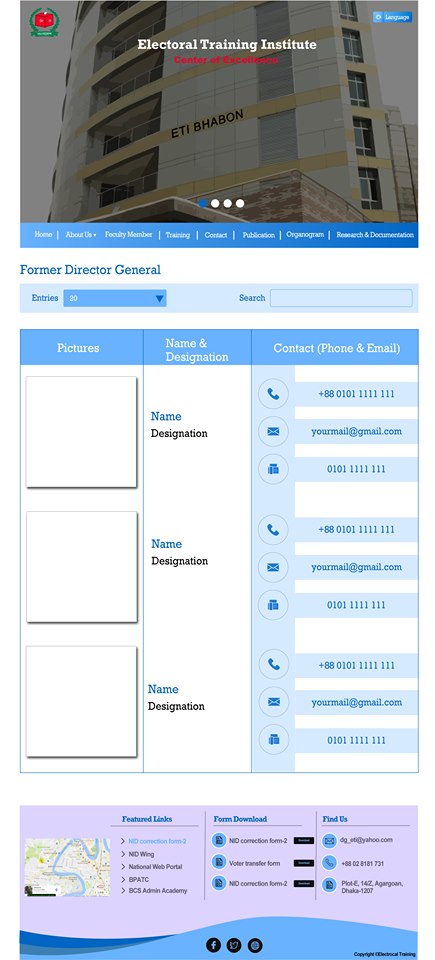 Language
Electoral Training Institute
Center of Excellence
ETI BHABON
Home | About Us | Faculty Member | Training | Contact | Publication | Organogram | Research & Documentation
Former Director General
Entries 20 Search
Pictures Name & Designation Contact (Phone & Email)
+88 0101 1111 111
Name
yourmail@gmail.com
Designation
0101 1111 111
+88 0101 1111 111
Name
yourmail@gmail.com
Designation
0101 1111 111
+88 0101 1111 111
Name
yourmail@gmail.com
Designation
0101 1111 111
Featured Links
NID correction form-2
NID Wing
National Web Portal
BPATC
BCS Admin Academy
Form Download
NID correction form-2 Download
Voter transfer form Download
NID correction form-2 Download
Find Us
dg_eti@yahoo.com
+88 02 8181 731
Plot-E, 14/Z, Agargoan,
Dhaka-1207
Copyright ©Electrocal Training